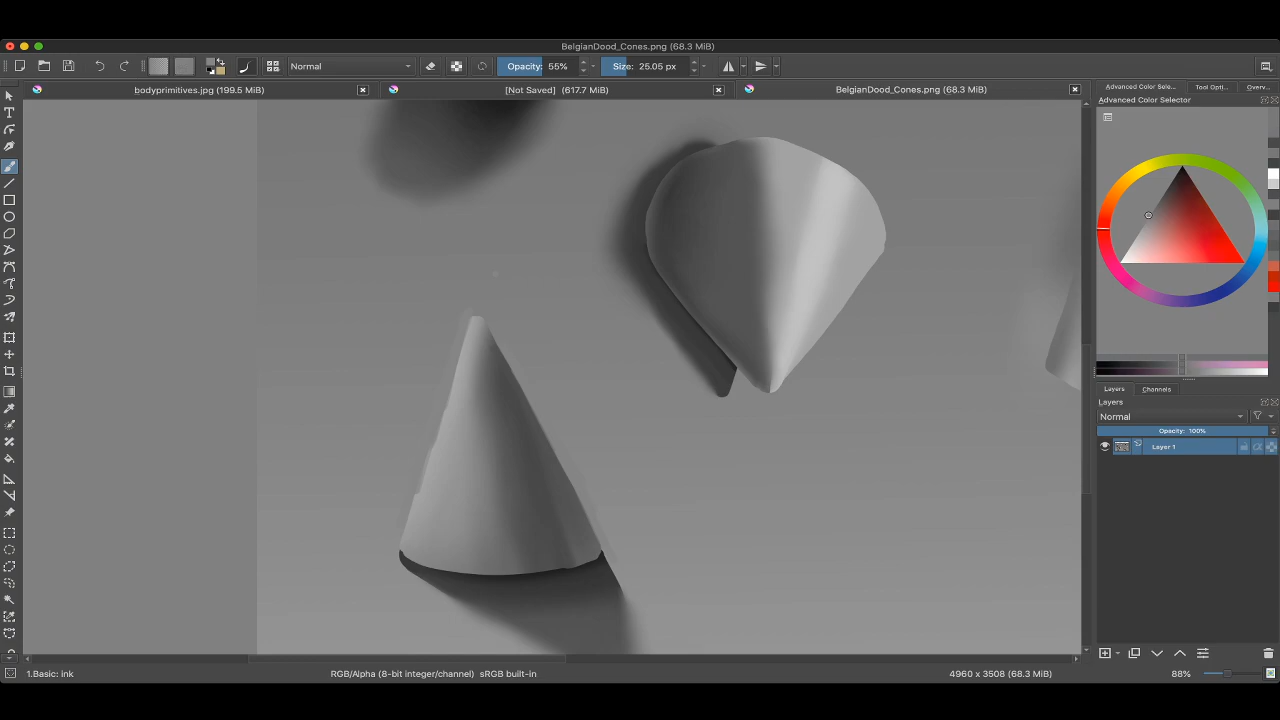 BelgianDood_Cones.png (68.3 MiB)
Normal
Opacity: 55%
Size: 25.05 px
bodyprimitives.jpg (199.5 MiB)
[Not Saved] (617.7 MiB)
BelgianDood_Cones.png (68.3 MiB)
Advanced Color Sele...
Tool Opti...
Overv...
Advanced Color Selector
Layers
Channels
Layers
Normal
Opacity: 100%
Layer 1
1.Basic: ink
RGB/Alpha (8-bit integer/channel) sRGB built-in
4960 x 3508 (68.3 MiB)
88%